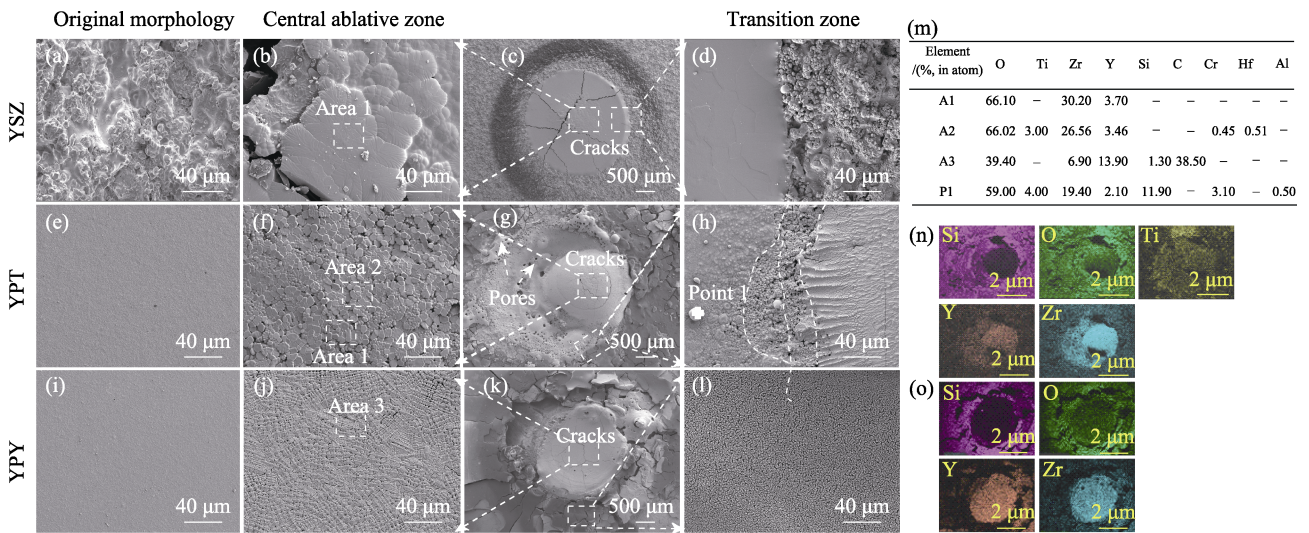 Original morphology
Central ablative zone
Transition zone
YSZ
(a)
40 μm
(b)
Area 1
40 μm
(c)
Cracks
500 μm
(d)
40 μm
YPT
(e)
40 μm
(f)
Area 2
Area 1
40 μm
(g)
Cracks
Pores
500 μm
(h)
Point 1
40 μm
YPY
(i)
40 μm
(j)
Area 3
40 μm
(k)
Cracks
500 μm
(l)
40 μm
(m)
Element
/(%, in atom) O Ti Zr Y Si C Cr Hf Al
A1 66.10 – 30.20 3.70 – – – – –
A2 66.02 3.00 26.56 3.46 – – 0.45 0.51 –
A3 39.40 – 6.90 13.90 1.30 38.50 – – –
P1 59.00 4.00 19.40 2.10 11.90 – 3.10 – 0.50
(n)
Si
2 μm
O
2 μm
Ti
2 μm
Y
2 μm
Zr
2 μm
(o)
Si
2 μm
O
2 μm
Y
2 μm
Zr
2 μm